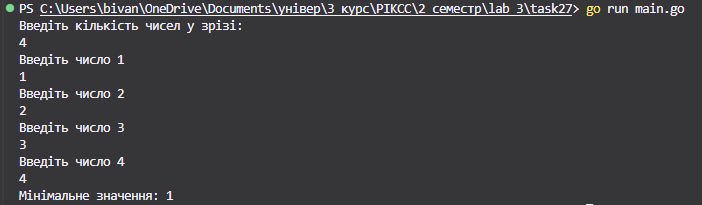 PS C:\Users\bivan\OneDrive\Documents\універ\3 курс\РІКСС\2 семестр\lab 3\task27> go run main.go
Введіть кількість чисел у зрізі:
4
Введіть число 1
1
Введіть число 2
2
Введіть число 3
3
Введіть число 4
4
Мінімальне значення: 1